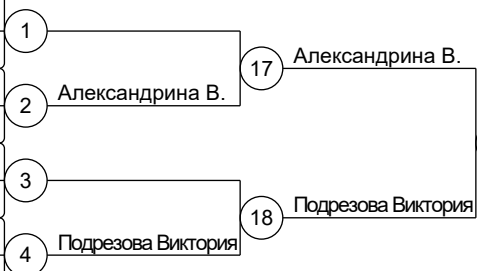 1
17 Александрина В.
2 Александрина В.
3
18 Подрезова Виктория
4 Подрезова Виктория